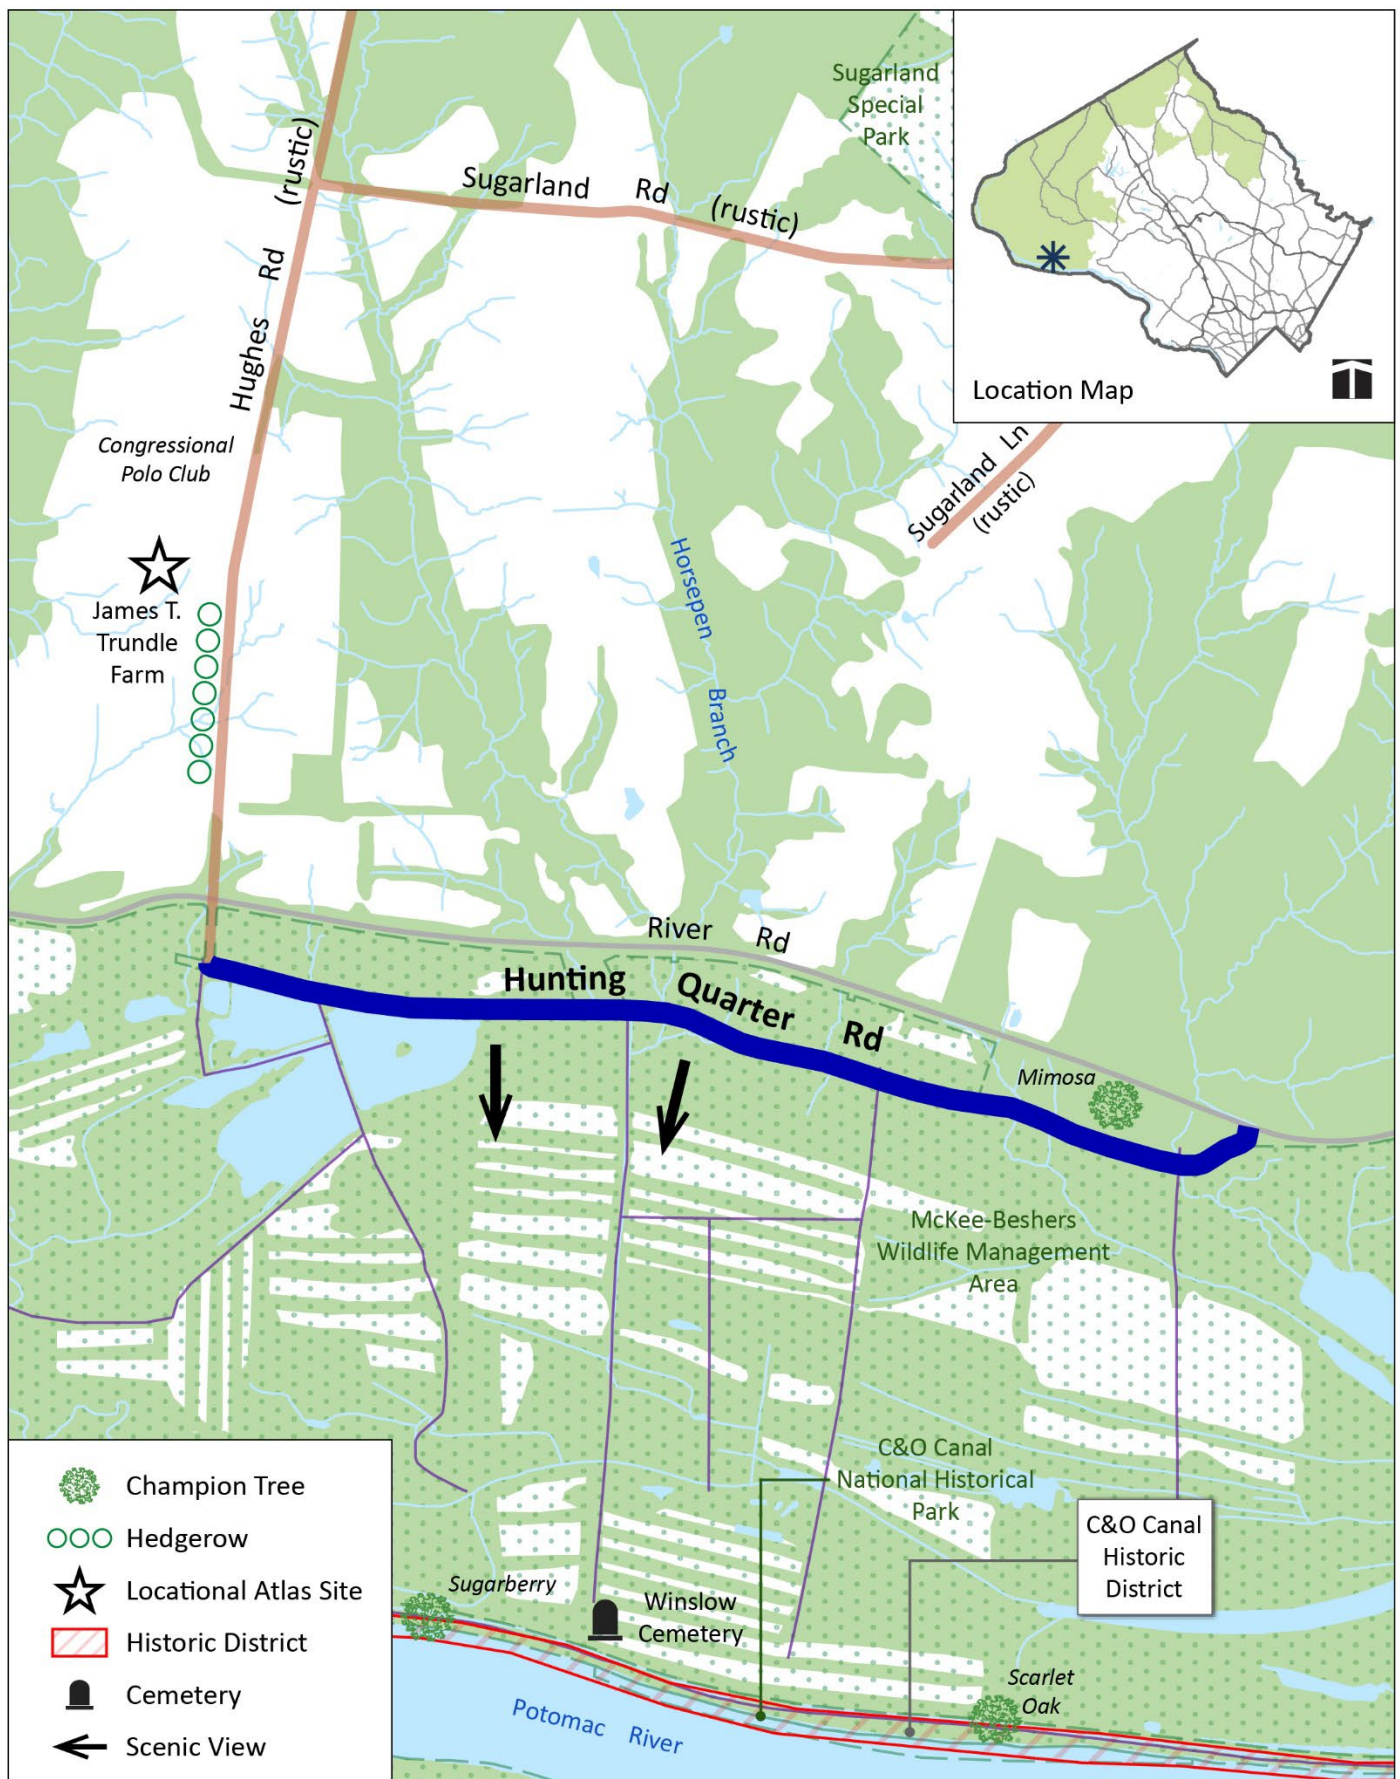 Sugarland
Special
Park
Location Map
(rustic)
Sugarland Rd (rustic)
Hughes Rd
Congressional
Polo Club
Sugarland Ln
(rustic)
James T.
Trundle
Farm
Horsepen
Branch
River Rd
Hunting Quarter Rd
Mimosa
McKee-Beshers
Wildlife Management
Area
C&O Canal
National Historical
Park
C&O Canal
Historic
District
Sugarberry
Winslow
Cemetery
Scarlet
Oak
Potomac River
Champion Tree
Hedgerow
Locational Atlas Site
Historic District
Cemetery
Scenic View